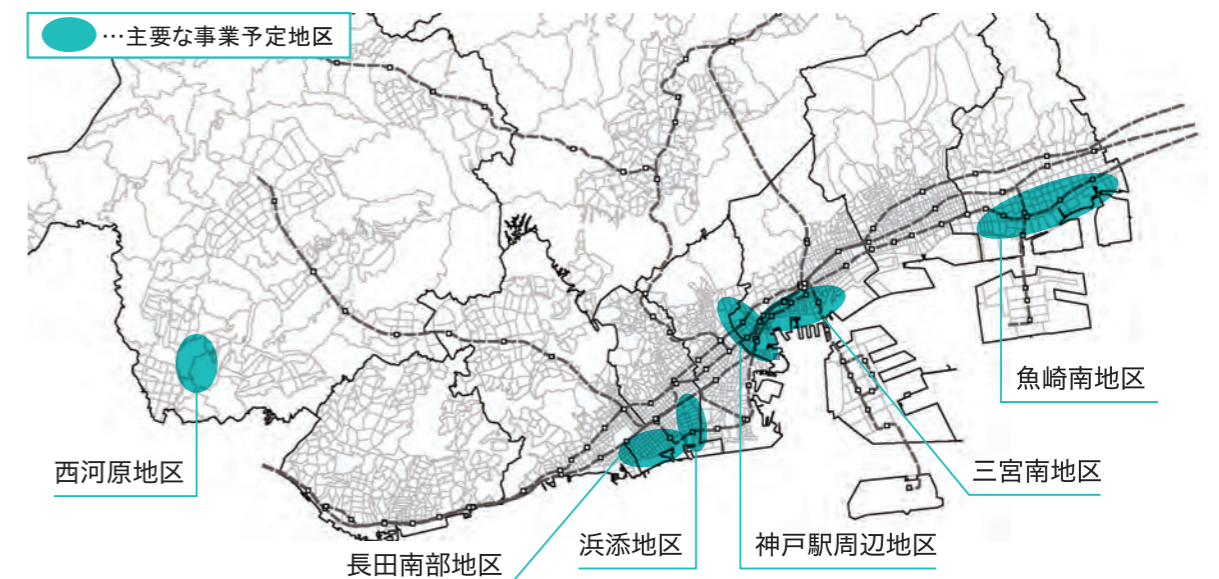 …主要な事業予定地区
魚崎南地区
西河原地区
三宮南地区
浜添地区
神戸駅周辺地区
長田南部地区